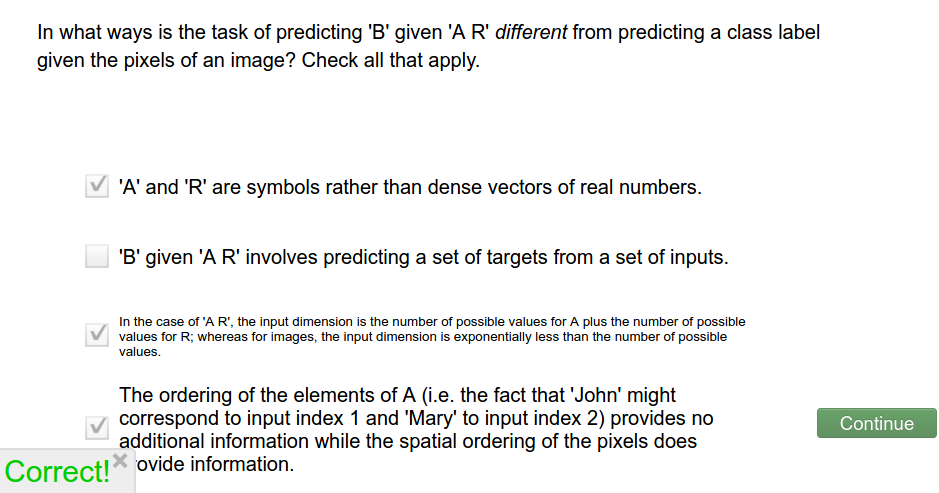 In what ways is the task of predicting 'B' given 'A R' different from predicting a class label
given the pixels of an image? Check all that apply.
'A' and 'R' are symbols rather than dense vectors of real numbers.
'B' given 'A R' involves predicting a set of targets from a set of inputs.
In the case of 'A R', the input dimension is the number of possible values for A plus the number of possible
values for R; whereas for images, the input dimension is exponentially less than the number of possible
values.
The ordering of the elements of A (i.e. the fact that 'John' might
correspond to input index 1 and 'Mary' to input index 2) provides no
additional information while the spatial ordering of the pixels does
ovide information.
Continue
Correct!